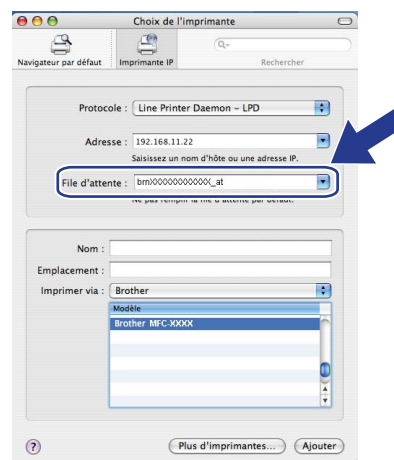 Choix de l'imprimante
Navigateur par défaut
Imprimante IP
Rechercher
Protocole : Line Printer Daemon – LPD
Adresse : 192.168.11.22
Saisissez un nom d'hôte ou une adresse IP.
File d'attente : brnXXXXXXXXXXXX_at
Ne pas remplir la file d'attente par défaut.
Nom :
Emplacement :
Imprimer via : Brother
Modèle
Brother MFC-XXXX
? Plus d'imprimantes... Ajouter